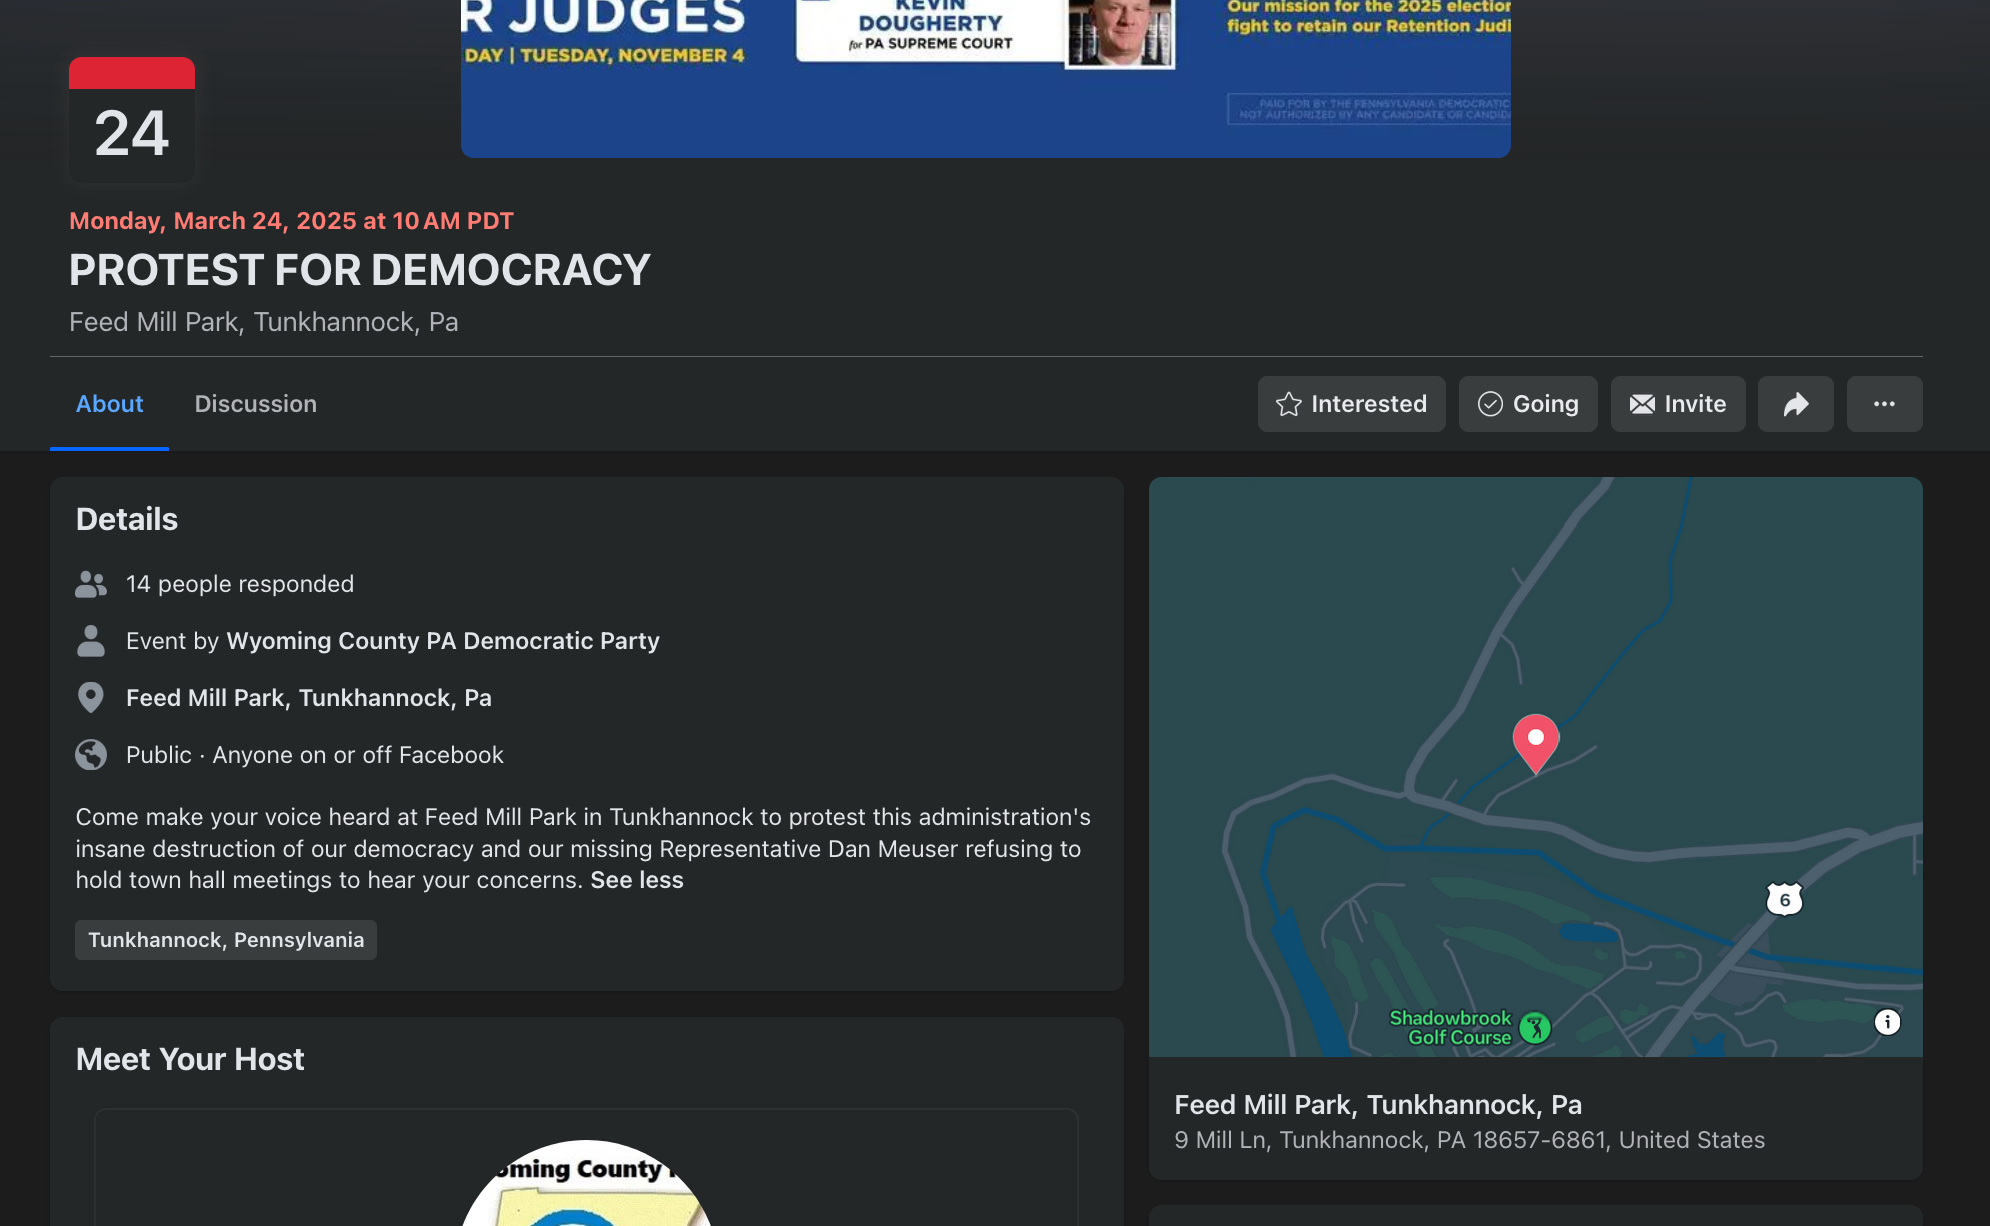 R JUDGES
DAY | TUESDAY, NOVEMBER 4
KEVIN
DOUGHERTY
for PA SUPREME COURT
Our mission for the 2025 election
fight to retain our Retention Judi
PAID FOR BY THE PENNSYLVANIA DEMOCRATIC
NOT AUTHORIZED BY ANY CANDIDATE OR CANDIDA
24
Monday, March 24, 2025 at 10 AM PDT
PROTEST FOR DEMOCRACY
Feed Mill Park, Tunkhannock, Pa
About
Discussion
Interested
Going
Invite
Details
14 people responded
Event by Wyoming County PA Democratic Party
Feed Mill Park, Tunkhannock, Pa
Public · Anyone on or off Facebook
Come make your voice heard at Feed Mill Park in Tunkhannock to protest this administration's
insane destruction of our democracy and our missing Representative Dan Meuser refusing to
hold town hall meetings to hear your concerns. See less
Tunkhannock, Pennsylvania
Meet Your Host
oming County
6
Shadowbrook
Golf Course
Feed Mill Park, Tunkhannock, Pa
9 Mill Ln, Tunkhannock, PA 18657-6861, United States